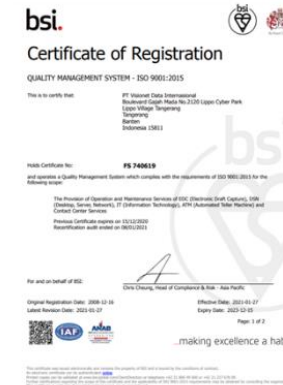 bsi.
Certificate of Registration
QUALITY MANAGEMENT SYSTEM - ISO 9001:2015
This is to certify that:
PT Visionet Data Internasional
Boulevard Gajah Mada No.2120 Lippo Cyber Park
Lippo Village Tangerang
Tangerang
Banten
Indonesia 15811
Holds Certificate No:
FS 740619
and operates a Quality Management System which complies with the requirements of ISO 9001:2015 for the
following scope:
The Provision of Operation and Maintenance Services of EDC (Electronic Draft Capture), DSN
(Desktop, Server, Network), IT (Information Technology), ATM (Automated Teller Machine) and
Contact Center Services
Previous Certificate expires on 15/12/2020
Recertification audit ended on 08/01/2021
For and on behalf of BSI:
Chris Cheung, Head of Compliance & Risk - Asia Pacific
Original Registration Date: 2008-12-16
Effective Date: 2021-01-27
Latest Revision Date: 2021-01-27
Expiry Date: 2023-12-15
Page: 1 of 2
IAF
ANAB
...making excellence a hab